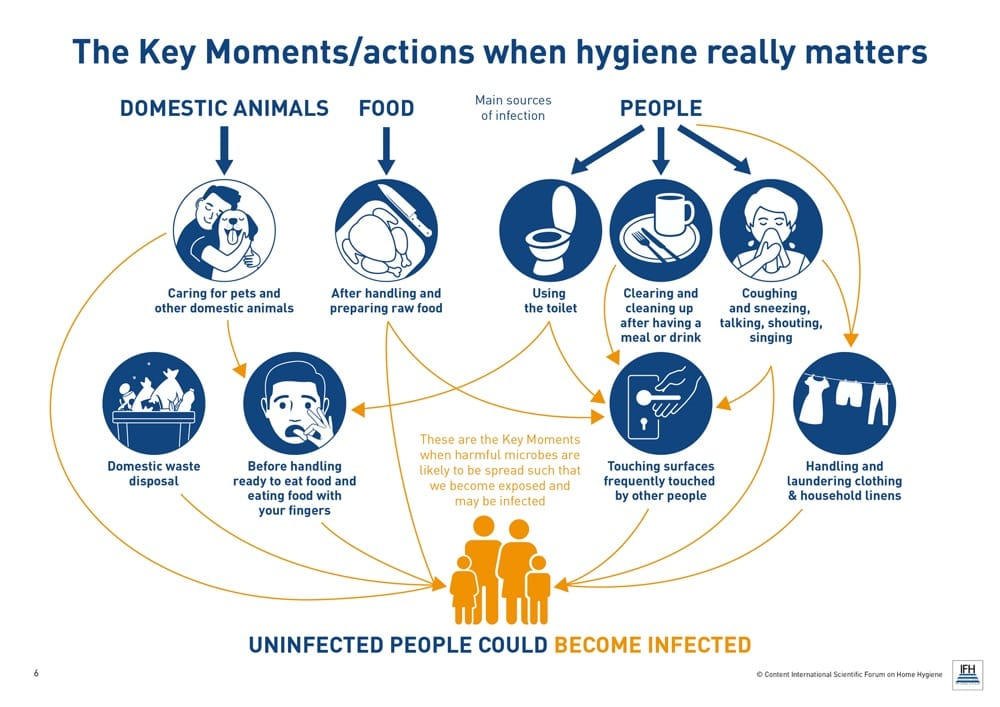 The Key Moments/actions when hygiene really matters
DOMESTIC ANIMALS
FOOD
Main sources
of infection
PEOPLE
Caring for pets and
other domestic animals
After handling and
preparing raw food
Using
the toilet
Clearing and
cleaning up
after having a
meal or drink
Coughing
and sneezing,
talking, shouting,
singing
Domestic waste
disposal
Before handling
ready to eat food and
eating food with
your fingers
These are the Key Moments
when harmful microbes are
likely to be spread such that
we become exposed and
may be infected
Touching surfaces
frequently touched
by other people
Handling and
laundering clothing
& household linens
UNINFECTED PEOPLE COULD BECOME INFECTED
6
© Content International Scientific Forum on Home Hygiene
IFH